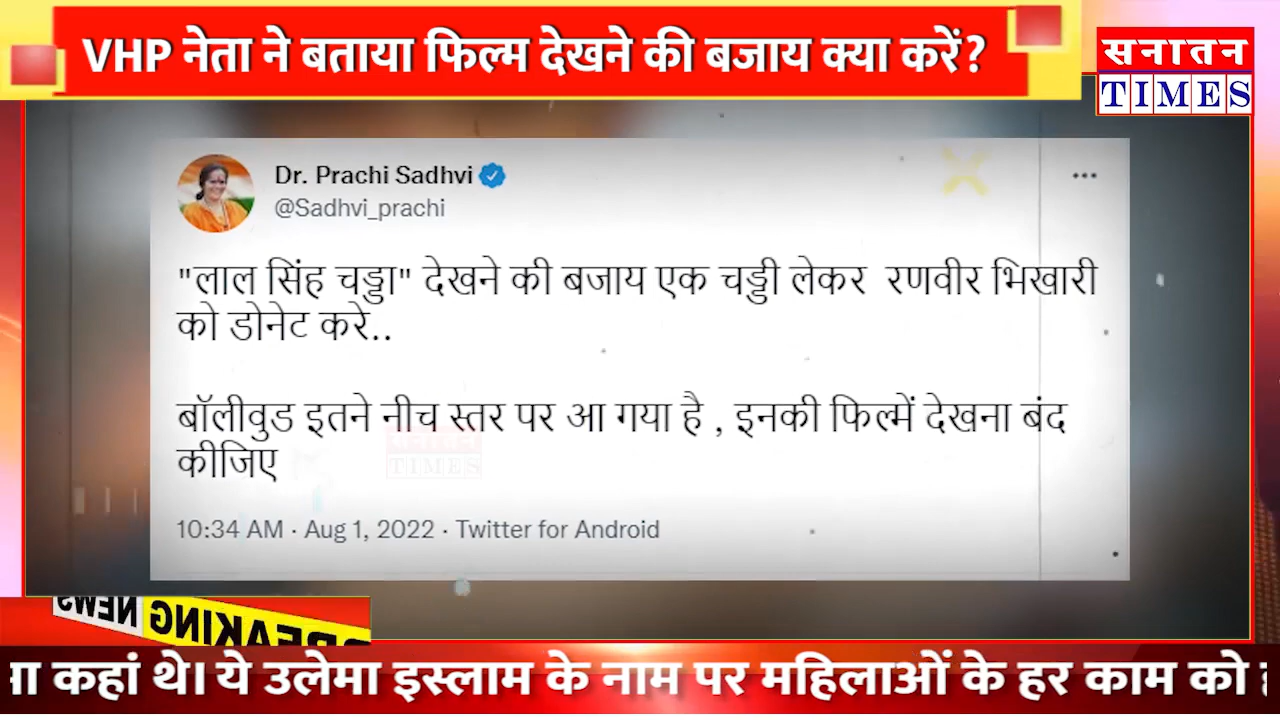 VHP नेता ने बताया फिल्म देखने की बजाय क्या करें?
सनातन
TIMES
Dr. Prachi Sadhvi
@Sadhvi_prachi
"लाल सिंह चड्डा" देखने की बजाय एक चड्डी लेकर रणवीर भिखारी
को डोनेट करे..
बॉलीवुड इतने नीच स्तर पर आ गया है , इनकी फिल्में देखना बंद
कीजिए
TIMES
10:34 AM · Aug 1, 2022 · Twitter for Android
BREAKING NEWS
कहां थे। ये उलेमा इस्लाम के नाम पर महिलाओं के हर काम को